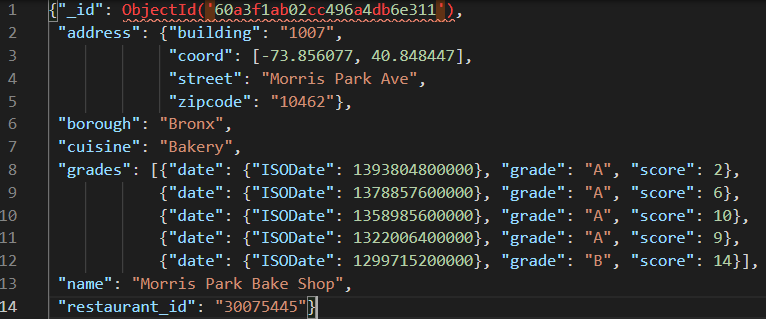 1 {"_id": ObjectId('60a3f1ab02cc496a4db6e311'),
2 "address": {"building": "1007",
3 "coord": [-73.856077, 40.848447],
4 "street": "Morris Park Ave",
5 "zipcode": "10462"},
6 "borough": "Bronx",
7 "cuisine": "Bakery",
8 "grades": [{"date": {"ISODate": 1393804800000}, "grade": "A", "score": 2},
9 {"date": {"ISODate": 1378857600000}, "grade": "A", "score": 6},
10 {"date": {"ISODate": 1358985600000}, "grade": "A", "score": 10},
11 {"date": {"ISODate": 1322006400000}, "grade": "A", "score": 9},
12 {"date": {"ISODate": 1299715200000}, "grade": "B", "score": 14}],
13 "name": "Morris Park Bake Shop",
14 "restaurant_id": "30075445"}